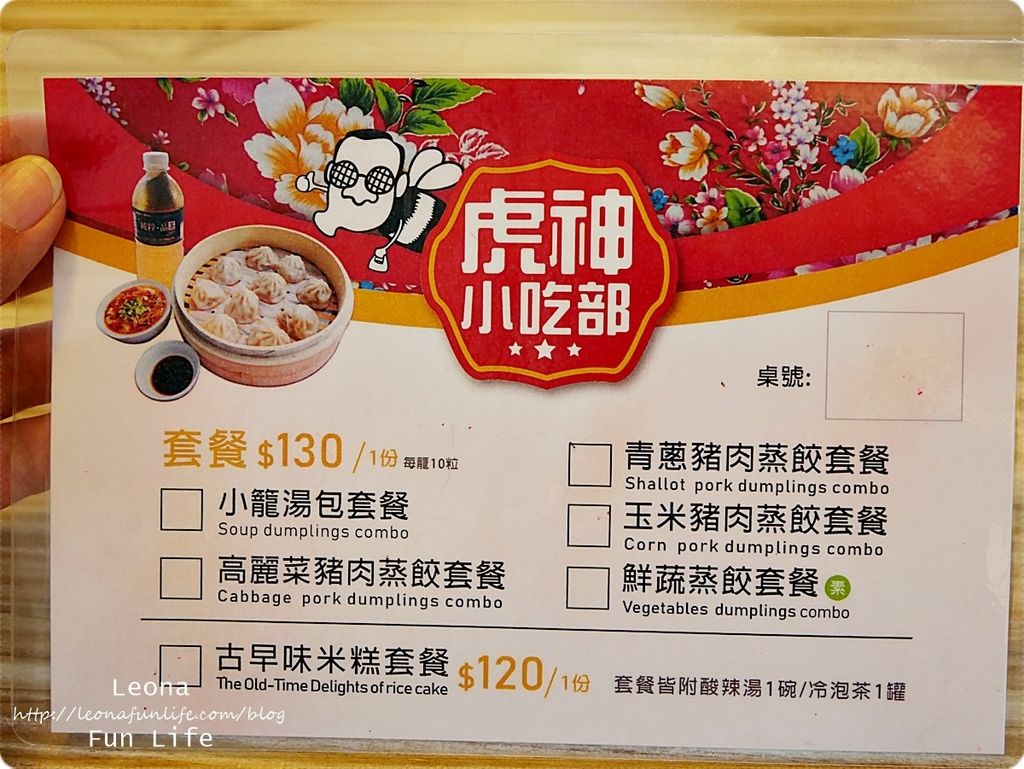 虎神
小吃部
桌號:
套餐 $130 /1份 每籠10粒
小籠湯包套餐
Soup dumplings combo
高麗菜豬肉蒸餃套餐
Cabbage pork dumplings combo
青蔥豬肉蒸餃套餐
Shallot pork dumplings combo
玉米豬肉蒸餃套餐
Corn pork dumplings combo
鮮蔬蒸餃套餐 素
Vegetables dumplings combo
古早味米糕套餐 $120/1份
The Old-Time Delights of rice cake
套餐皆附酸辣湯1碗/冷泡茶1罐
Leona
http://leonafunlife.com/blog
Fun Life